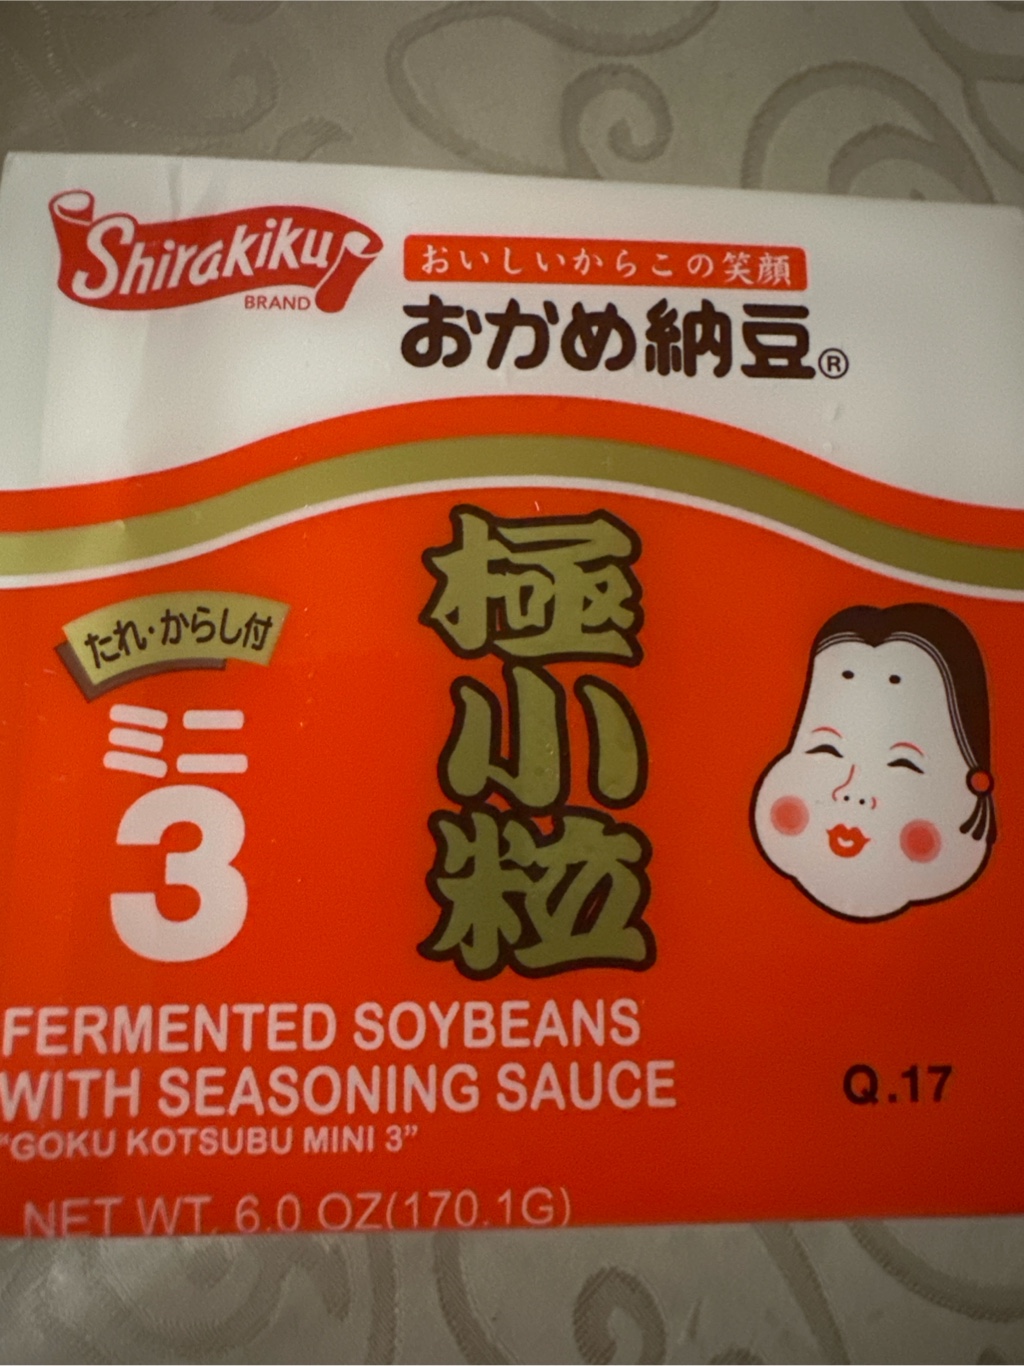 Shirakiku
BRAND
おいしいからこの笑顔
おかめ納豆®
極小粒
たれ・からし付
ミニ
3
FERMENTED SOYBEANS
WITH SEASONING SAUCE
"GOKU KOTSUBU MINI 3”
NET WT. 6.0 OZ(170.1G)
Q.17